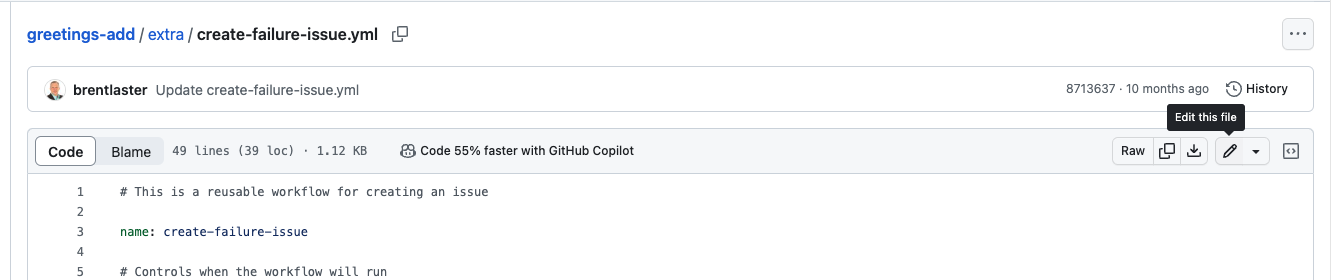 greetings-add / extra / create-failure-issue.yml
...
brentlaster Update create-failure-issue.yml 8713637 · 10 months ago History
Edit this file
Code Blame 49 lines (39 loc) · 1.12 KB Code 55% faster with GitHub Copilot Raw
1 # This is a reusable workflow for creating an issue
2
3 name: create-failure-issue
4
5 # Controls when the workflow will run